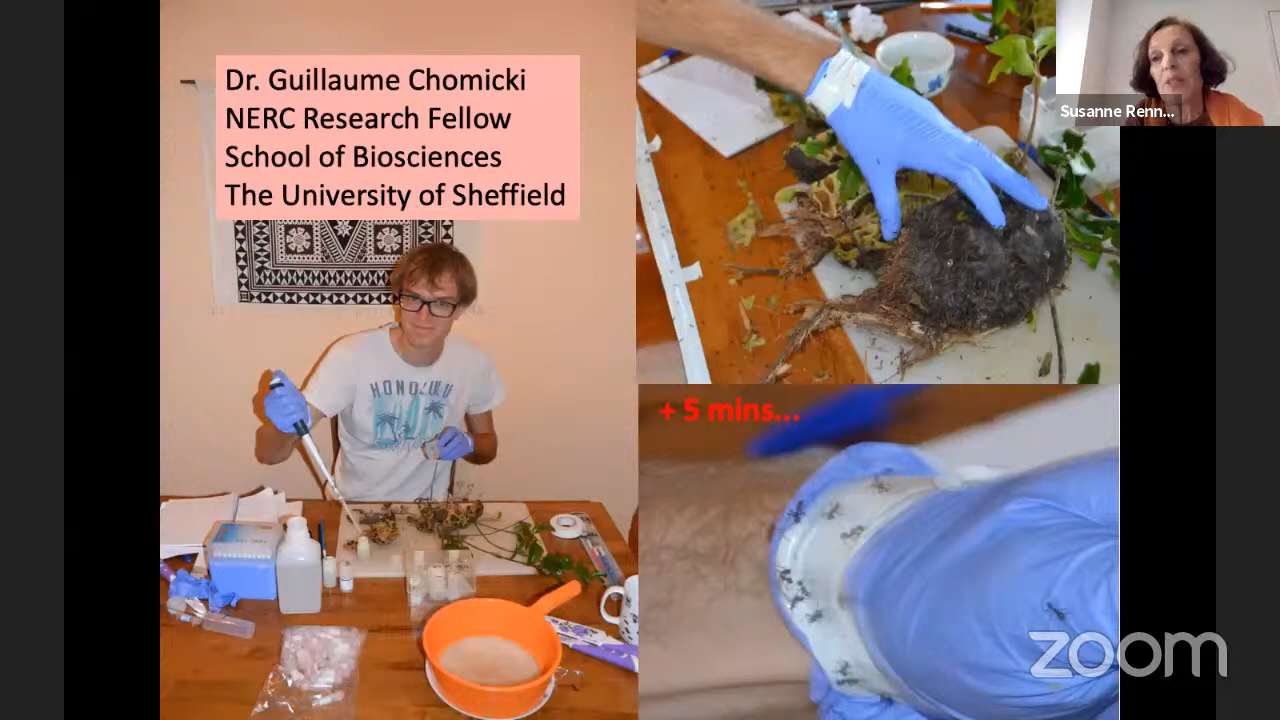 Dr. Guillaume Chomicki
NERC Research Fellow
School of Biosciences
The University of Sheffield
Susanne Renn...
HONOLULU
+ 5 mins...
zoom